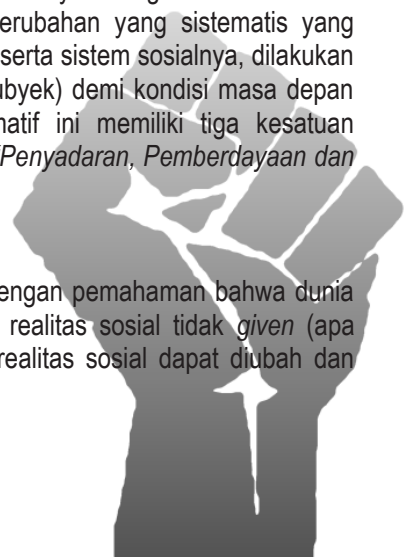 erubahan yang sistematis yang
serta sistem sosialnya, dilakukan
ubyek) demi kondisi masa depan
natif ini memiliki tiga kesatuan
Penyadaran, Pemberdayaan dan
engan pemahaman bahwa dunia
realitas sosial tidak given (apa
realitas sosial dapat diubah dan